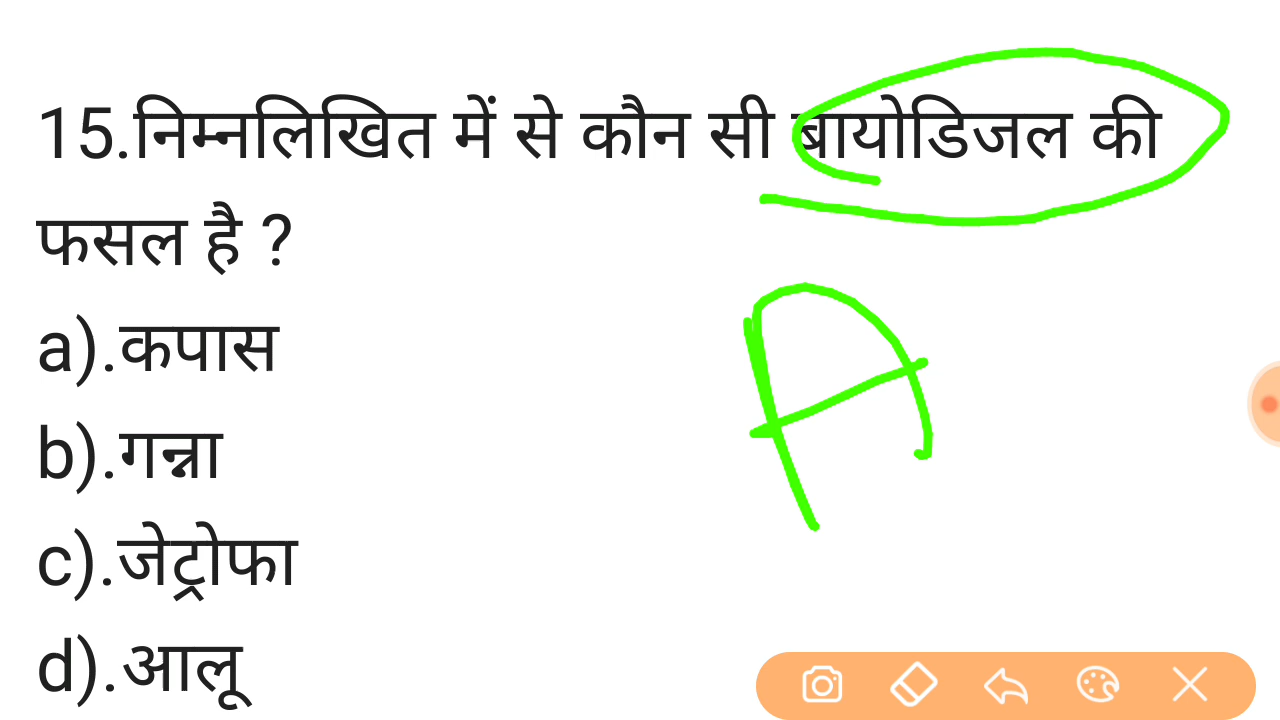 15.निम्नलिखित में से कौन सी बायोडिजल की
फसल है ?
a).कपास
b).गन्ना
c).जेट्रोफा
d).आलू
A